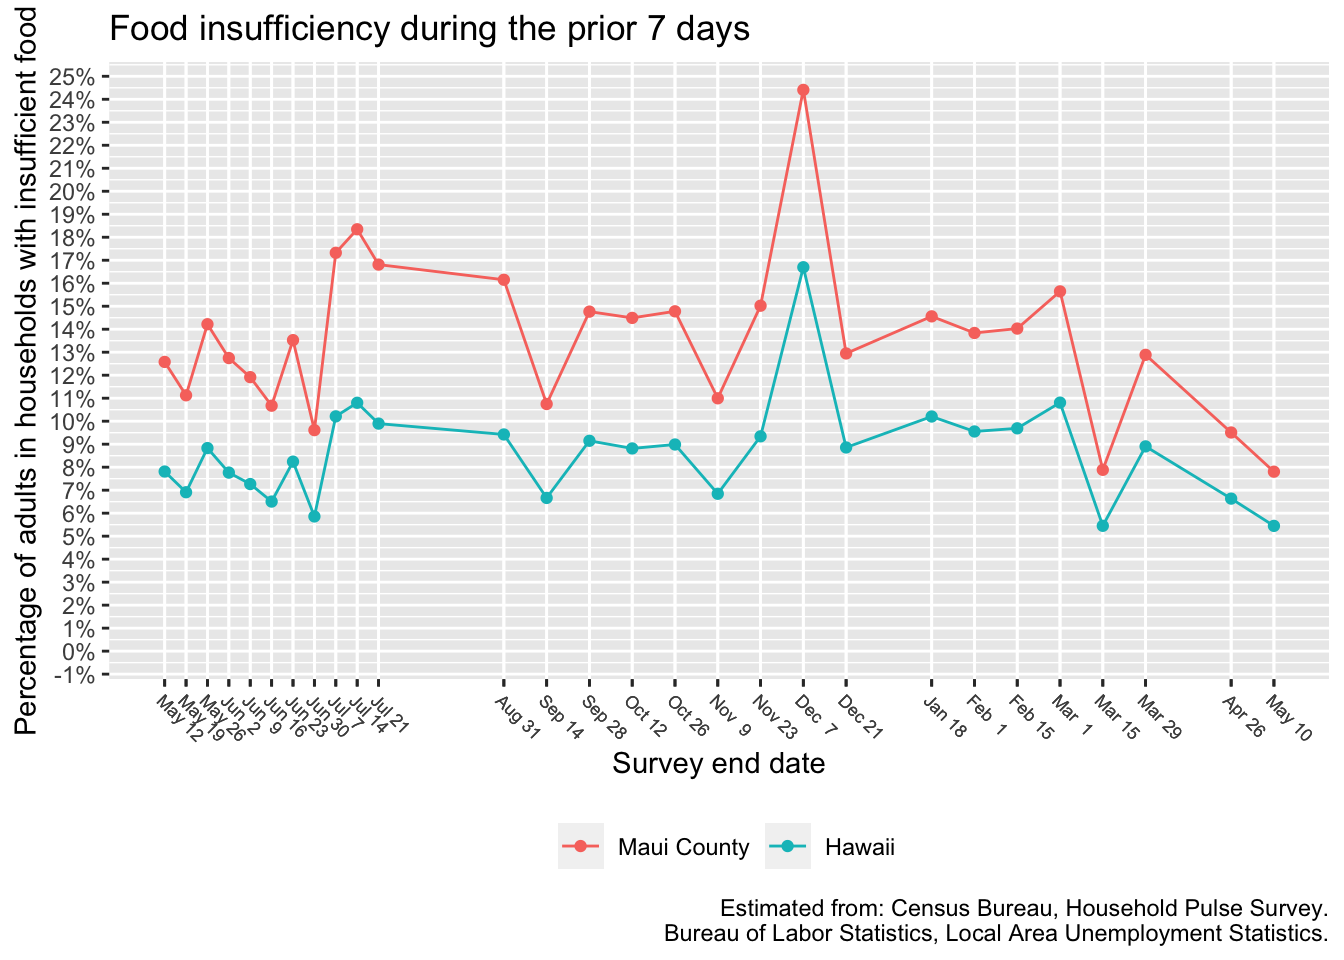 Food insufficiency during the prior 7 days
Percentage of adults in households with insufficient food
25%
24%
23%
22%
21%
20%
19%
18%
17%
16%
15%
14%
13%
12%
11%
10%
9%
8%
7%
6%
5%
4%
3%
2%
1%
0%
-1%
May 12
May 19
May 26
Jun 2
Jun 9
Jun 16
Jun 23
Jun 30
Jul 7
Jul 14
Jul 21
Aug 31
Sep 14
Sep 28
Oct 12
Oct 26
Nov 9
Nov 23
Dec 7
Dec 21
Jan 18
Feb 1
Feb 15
Mar 1
Mar 15
Mar 29
Apr 26
May 10
Survey end date
Maui County
Hawaii
Estimated from: Census Bureau, Household Pulse Survey.
Bureau of Labor Statistics, Local Area Unemployment Statistics.